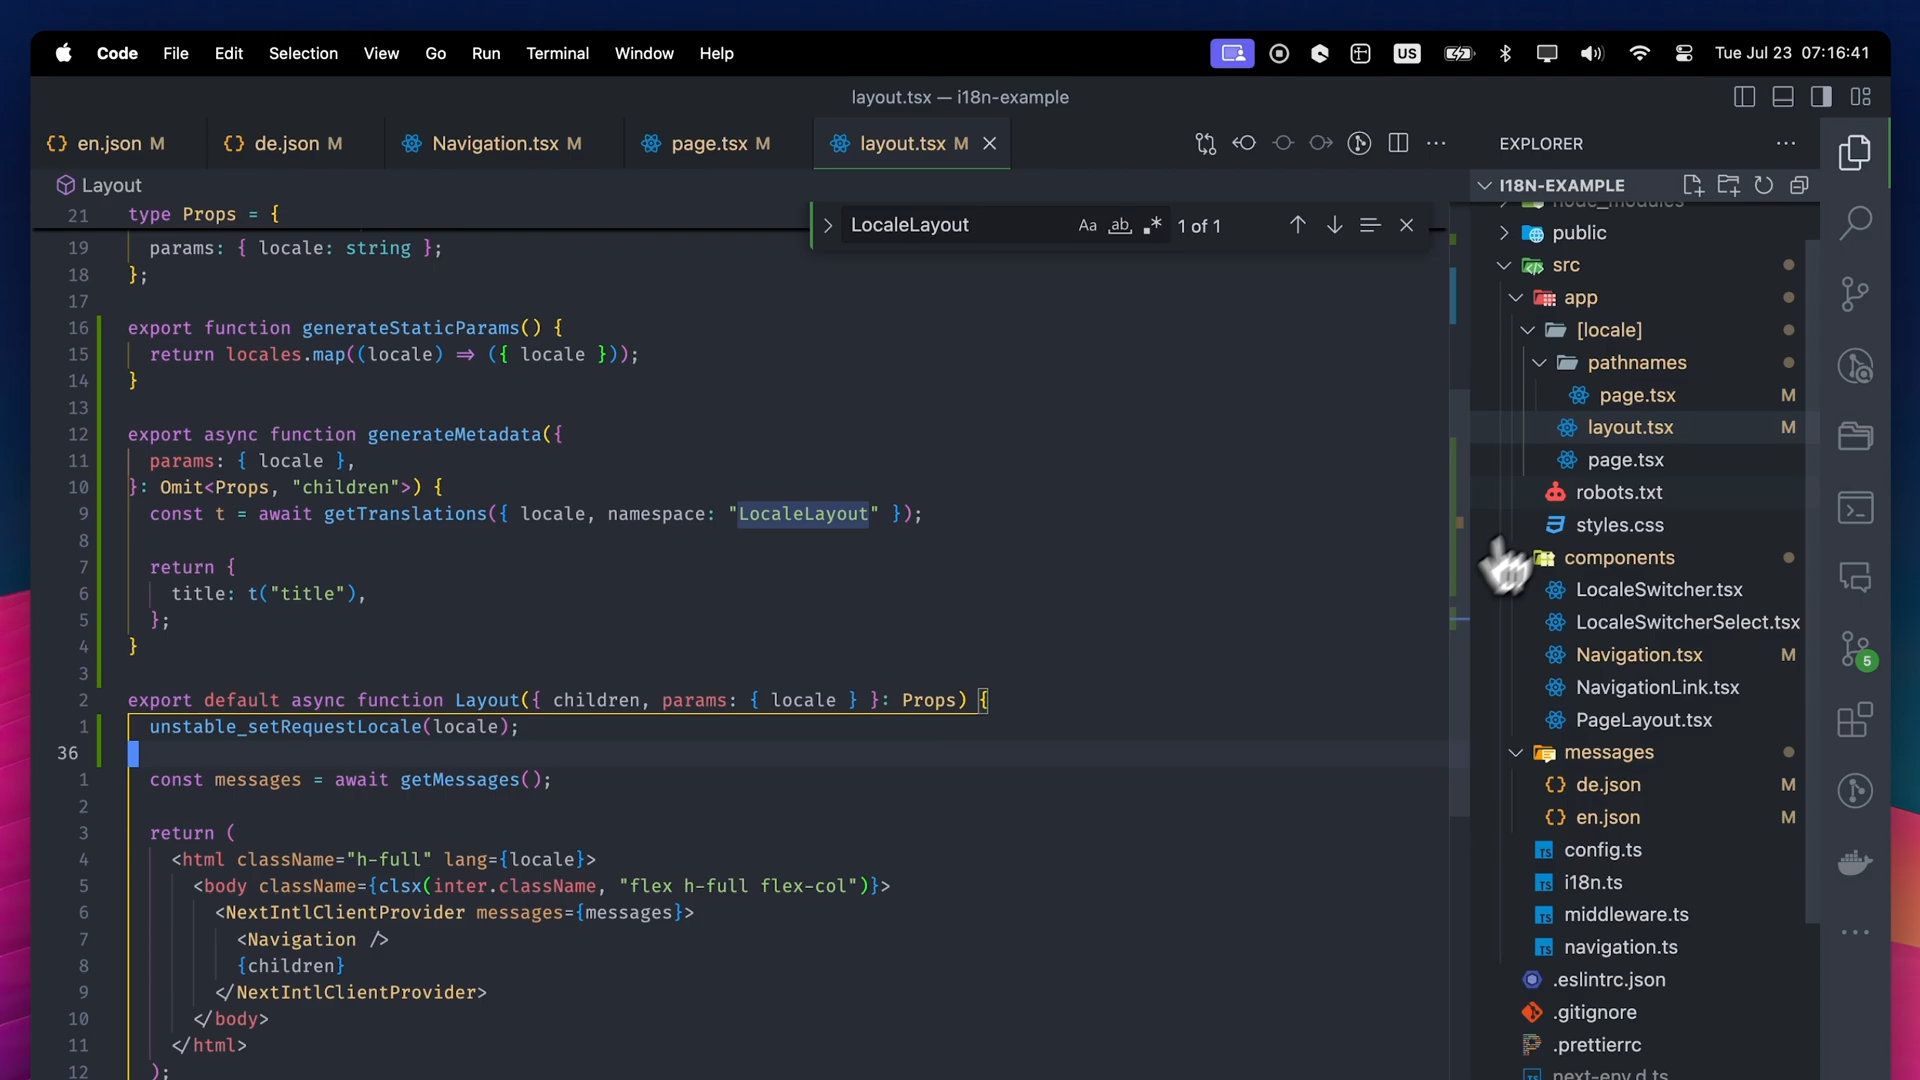 Code File Edit Selection View Go Run Terminal Window Help
US Tue Jul 23 07:16:41
layout.tsx — i18n-example
{} en.json M {} de.json M Navigation.tsx M page.tsx M layout.tsx M
Layout
LocaleLayout Aa ab 1 of 1
21 type Props = {
19 params: { locale: string };
18 };
17
16 export function generateStaticParams() {
15 return locales.map((locale) => ({ locale }));
14 }
13
12 export async function generateMetadata({
11 params: { locale },
10 }: Omit<Props, "children">) {
9 const t = await getTranslations({ locale, namespace: "LocaleLayout" });
8
7 return {
6 title: t("title"),
5 };
4 }
3
2 export default async function Layout({ children, params: { locale } }: Props) {
1 unstable_setRequestLocale(locale);
36
1 const messages = await getMessages();
2
3 return (
4 <html className="h-full" lang={locale}>
5 <body className={clsx(inter.className, "flex h-full flex-col")}>
6 <NextIntlClientProvider messages={messages}>
7 <Navigation />
8 {children}
9 </NextIntlClientProvider>
10 </body>
11 </html>
12 );
EXPLORER
I18N-EXAMPLE
node_modules
public
src
app
[locale]
pathnames
page.tsx M
layout.tsx M
page.tsx
robots.txt
styles.css
components
LocaleSwitcher.tsx
LocaleSwitcherSelect.tsx
Navigation.tsx M
NavigationLink.tsx
PageLayout.tsx
messages
{} de.json M
{} en.json M
TS config.ts
TS i18n.ts
TS middleware.ts
TS navigation.ts
.eslintrc.json
.gitignore
.prettierrc
TS next-env.d.ts
5